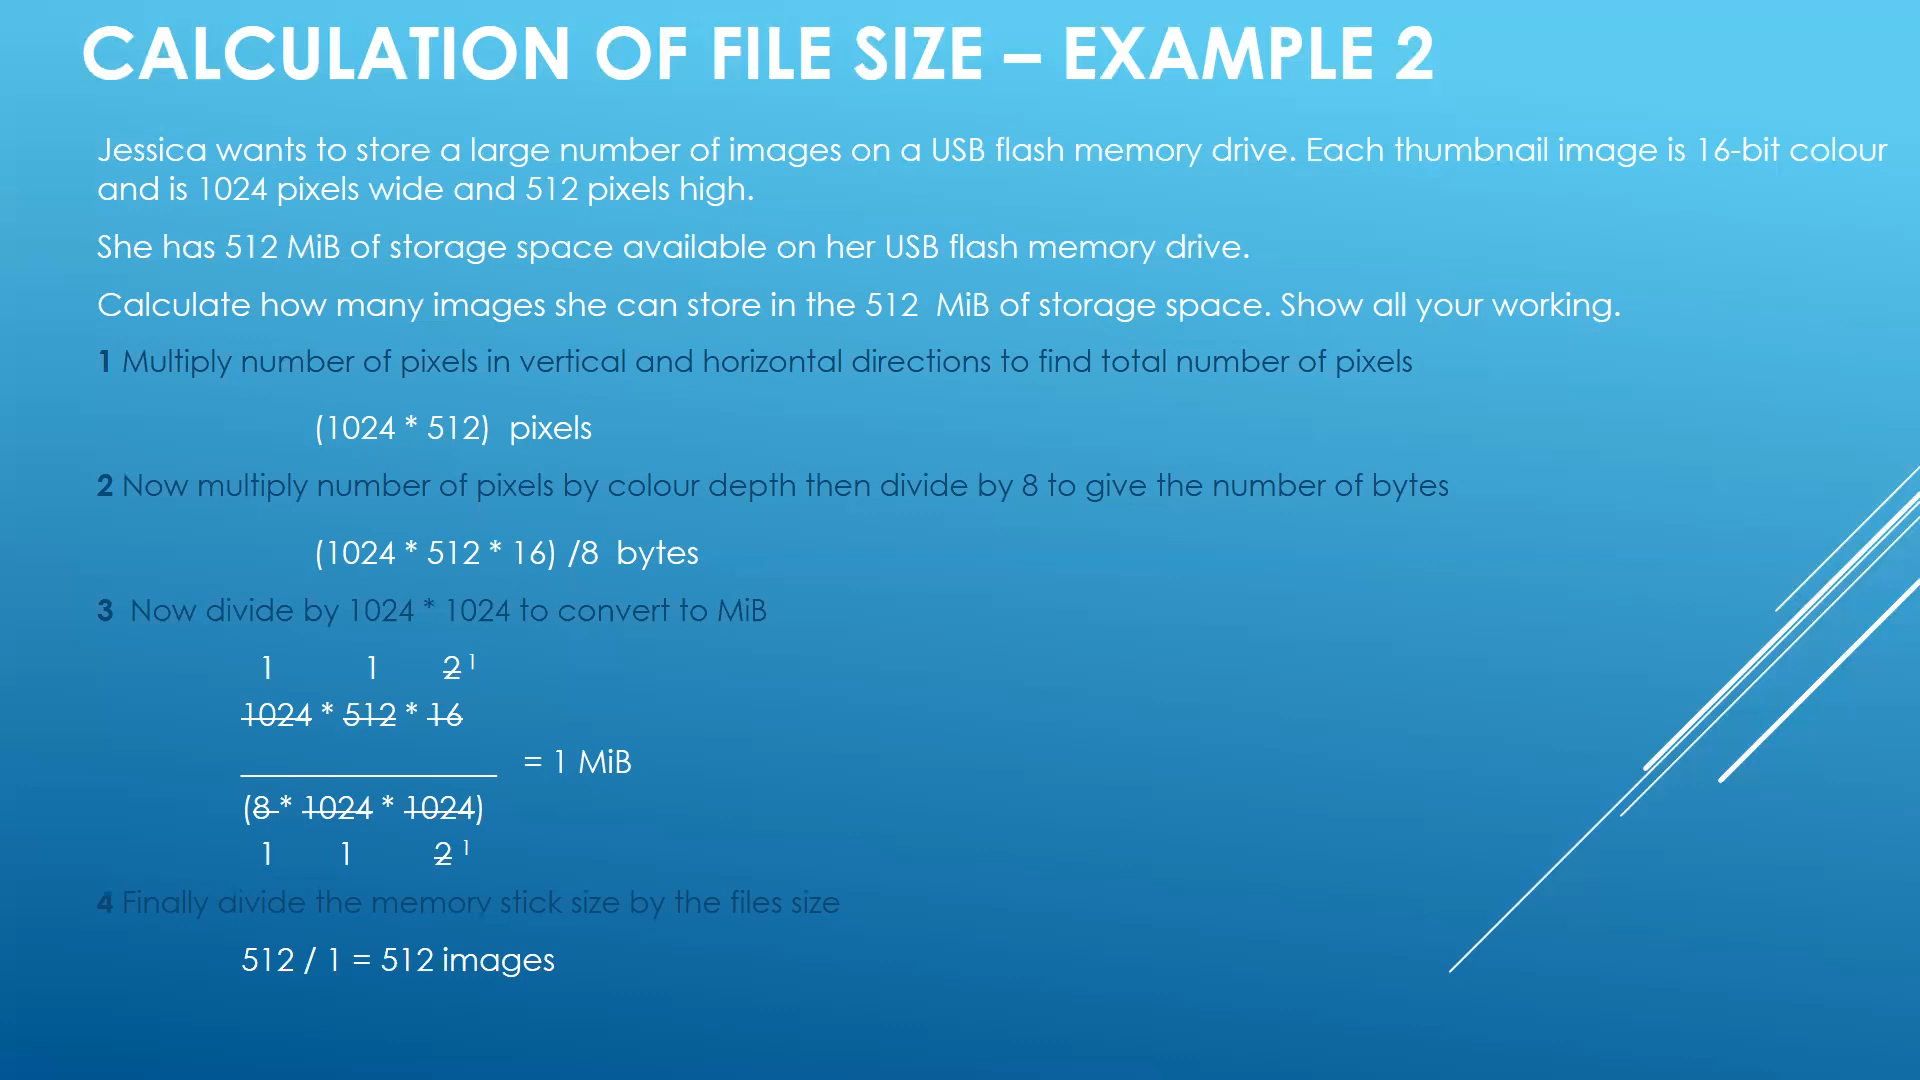 CALCULATION OF FILE SIZE – EXAMPLE 2
Jessica wants to store a large number of images on a USB flash memory drive. Each thumbnail image is 16-bit colour
and is 1024 pixels wide and 512 pixels high.
She has 512 MiB of storage space available on her USB flash memory drive.
Calculate how many images she can store in the 512  MiB of storage space. Show all your working.
1 Multiply number of pixels in vertical and horizontal directions to find total number of pixels
(1024 * 512)  pixels
2 Now multiply number of pixels by colour depth then divide by 8 to give the number of bytes
(1024 * 512 * 16) /8  bytes
3  Now divide by 1024 * 1024 to convert to MiB
1 1 2 1
1024 * 512 * 16
= 1 MiB
(8 * 1024 * 1024)
1 1 2 1
4 Finally divide the memory stick size by the files size
512 / 1 = 512 images